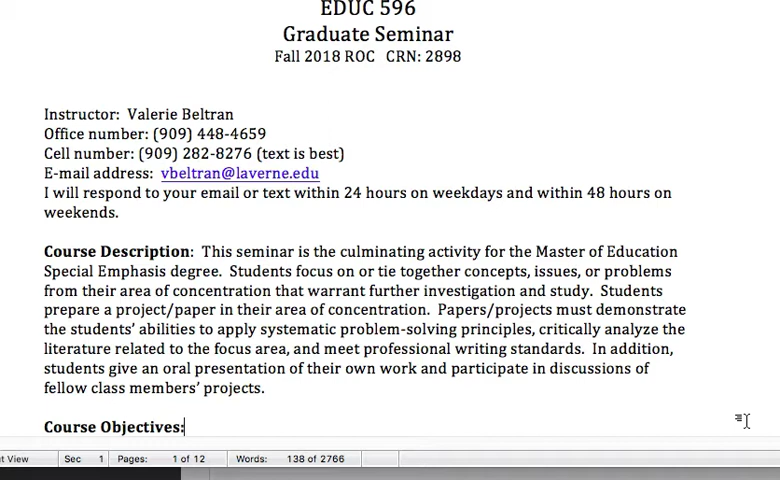 EDUC 596
Graduate Seminar
Fall 2018 ROC   CRN: 2898
Instructor:  Valerie Beltran
Office number: (909) 448-4659
Cell number: (909) 282-8276 (text is best)
E-mail address:  vbeltran@laverne.edu
I will respond to your email or text within 24 hours on weekdays and within 48 hours on
weekends.
Course Description:  This seminar is the culminating activity for the Master of Education
Special Emphasis degree.  Students focus on or tie together concepts, issues, or problems
from their area of concentration that warrant further investigation and study.  Students
prepare a project/paper in their area of concentration.  Papers/projects must demonstrate
the students’ abilities to apply systematic problem-solving principles, critically analyze the
literature related to the focus area, and meet professional writing standards.  In addition,
students give an oral presentation of their own work and participate in discussions of
fellow class members’ projects.
Course Objectives:
t View   Sec   1   Pages:   1 of 12   Words:   138 of 2766